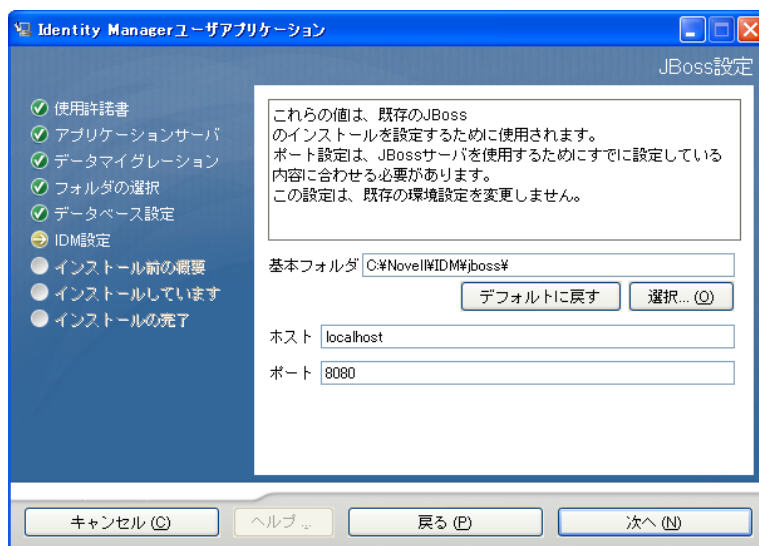 Identity Managerユーザアプリケーション
JBoss設定
使用許諾書
アプリケーションサーバ
データマイグレーション
フォルダの選択
データベース設定
IDM設定
インストール前の概要
インストールしています
インストールの完了
これらの値は、既存のJBoss
のインストールを設定するために使用されます。
ポート設定は、JBossサーバを使用するためにすでに設定している
内容に合わせる必要があります。
この設定は、既存の環境設定を変更しません。
基本フォルダ C:¥Novell¥IDM¥jboss¥
デフォルトに戻す 選択... (O)
ホスト localhost
ポート 8080
キャンセル (C) ヘルプ ... 戻る (P) 次へ (N)